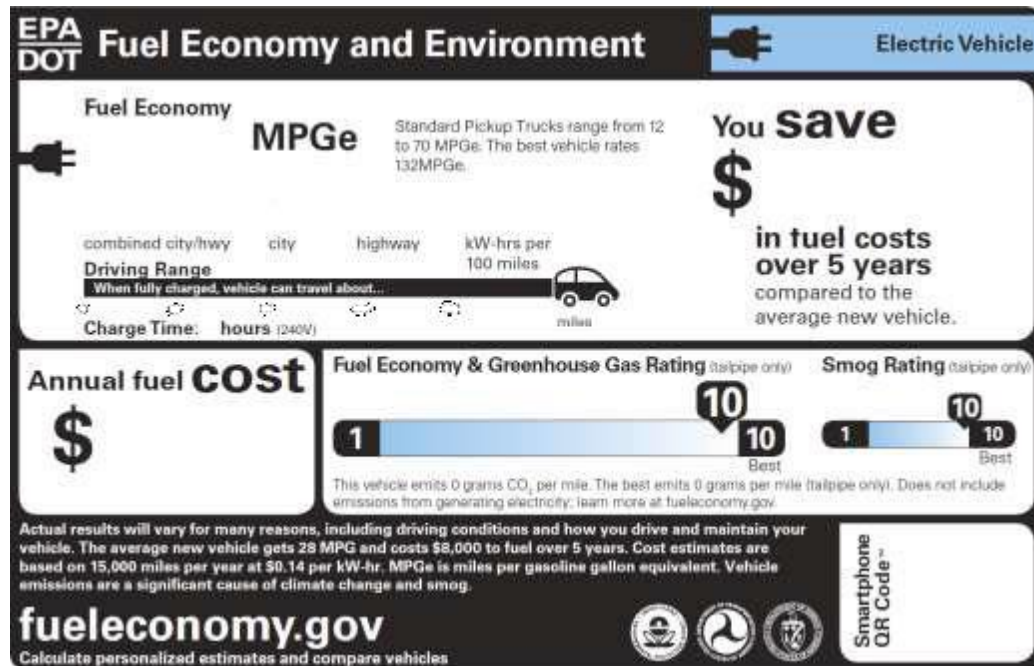 EPA
DOT
Fuel Economy and Environment
Electric Vehicle
Fuel Economy
MPGe
Standard Pickup Trucks range from 12
to 70 MPGe. The best vehicle rates
132MPGe.
You save
$
in fuel costs
over 5 years
compared to the
average new vehicle.
combined city/hwy
city
highway
kW-hrs per
100 miles
Driving Range
When fully charged, vehicle can travel about...
miles
Charge Time: hours (240V)
Annual fuel cost
$
Fuel Economy & Greenhouse Gas Rating (tailpipe only)
10
1
10
Best
Smog Rating (tailpipe only)
10
1
10
Best
This vehicle emits 0 grams CO₂ per mile. The best emits 0 grams per mile (tailpipe only). Does not include
emissions from generating electricity; learn more at fueleconomy.gov.
Actual results will vary for many reasons, including driving conditions and how you drive and maintain your
vehicle. The average new vehicle gets 28 MPG and costs $8,000 to fuel over 5 years. Cost estimates are
based on 15,000 miles per year at $0.14 per kW-hr. MPGe is miles per gasoline gallon equivalent. Vehicle
emissions are a significant cause of climate change and smog.
fueleconomy.gov
Calculate personalized estimates and compare vehicles
Smartphone
QR Code™